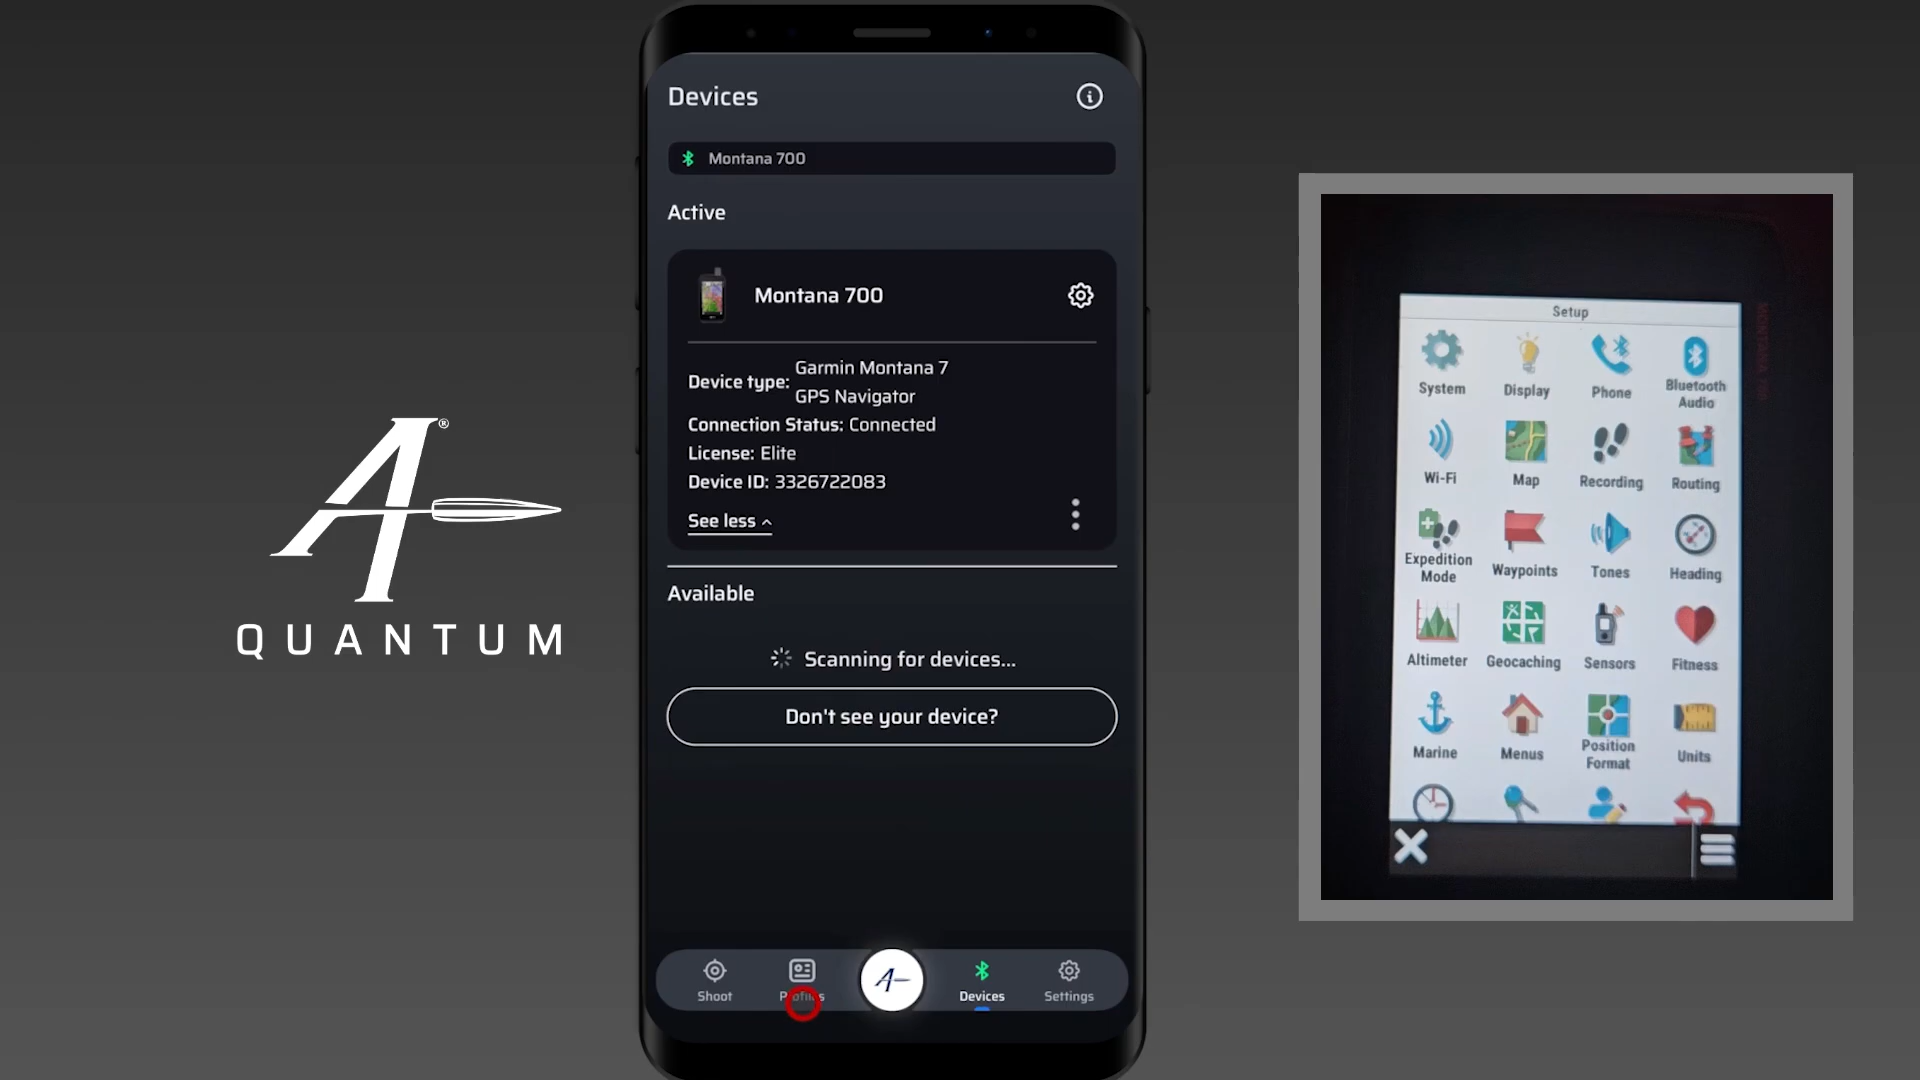 A®
QUANTUM
Devices
Montana 700
Active
Montana 700
Device type: Garmin Montana 7
GPS Navigator
Connection Status: Connected
License: Elite
Device ID: 3326722083
See less
Available
Scanning for devices...
Don't see your device?
Shoot
Profiles
A
Devices
Settings
Setup
System
Display
Phone
Bluetooth
Audio
Wi-Fi
Map
Recording
Routing
Expedition
Mode
Waypoints
Tones
Heading
Altimeter
Geocaching
Sensors
Fitness
Marine
Menus
Position
Format
Units
MONTANA 700